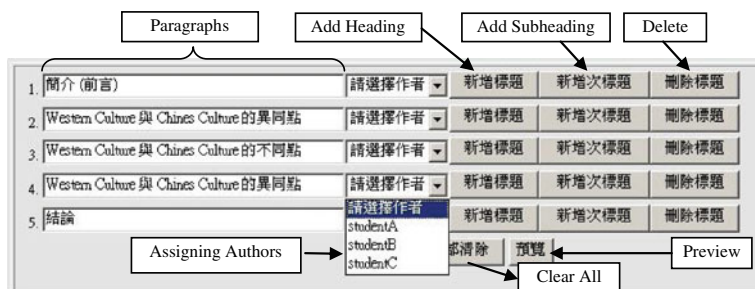 Paragraphs Add Heading Add Subheading Delete
1. 簡介 (前言) 請選擇作者 新增標題 新增次標題 刪除標題
2. Western Culture 與 Chines Culture 的異同點 請選擇作者 新增標題 新增次標題 刪除標題
3. Western Culture 與 Chines Culture 的不同點 請選擇作者 新增標題 新增次標題 刪除標題
4. Western Culture 與 Chines Culture 的異同點 請選擇作者 新增標題 新增次標題 刪除標題
5. 結論 請選擇作者 新增標題 新增次標題 刪除標題
studentA
studentB
studentC
Assigning Authors 部清除 預覽 Preview
Clear All